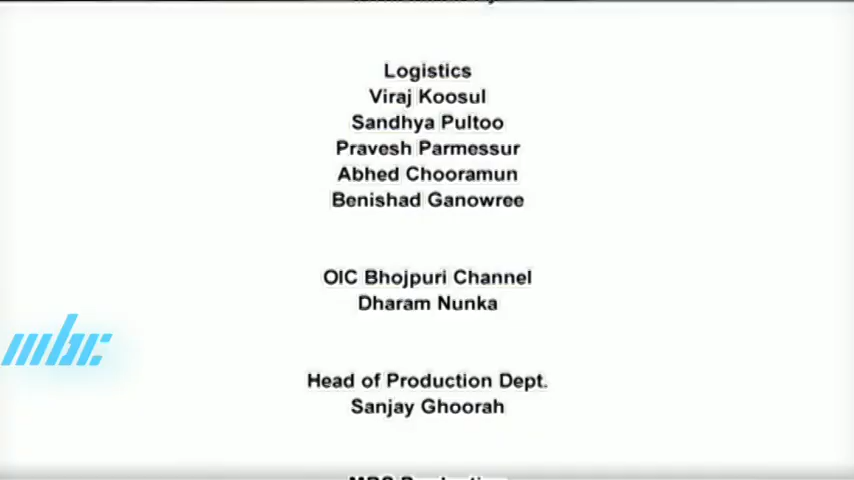 Logistics
Viraj Koosul
Sandhya Pultoo
Pravesh Parmessur
Abhed Chooramun
Benishad Ganowree
OIC Bhojpuri Channel
Dharam Nunka
mbc
Head of Production Dept.
Sanjay Ghoorah